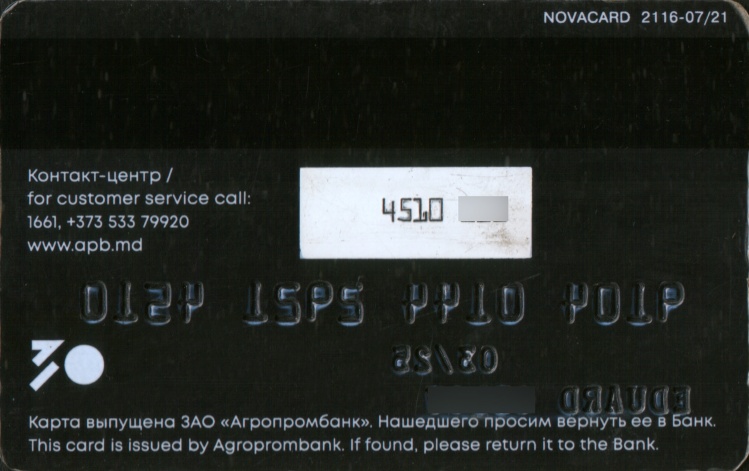 NOVACARD 2116-07/21
Контакт-центр /
for customer service call:
1661, +373 533 79920
www.apb.md
4510
EDUARD
Карта выпущена ЗАО «Агропромбанк». Нашедшего просим вернуть ее в Банк.
This card is issued by Agroprombank. If found, please return it to the Bank.